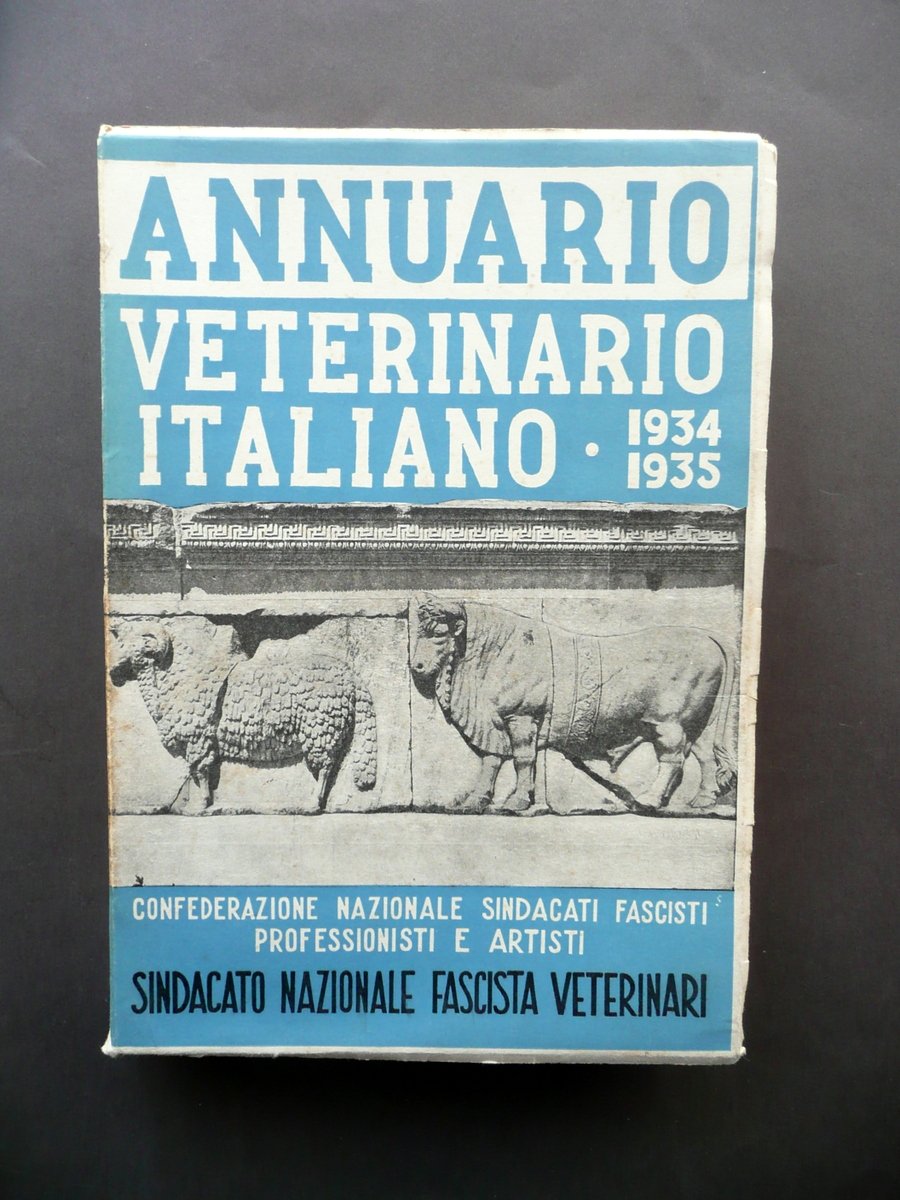 ANNUARIO
VETERINARIO
ITALIANO · 1934
1935
CONFEDERAZIONE NAZIONALE SINDACATI FASCISTI
PROFESSIONISTI E ARTISTI
SINDACATO NAZIONALE FASCISTA VETERINARI